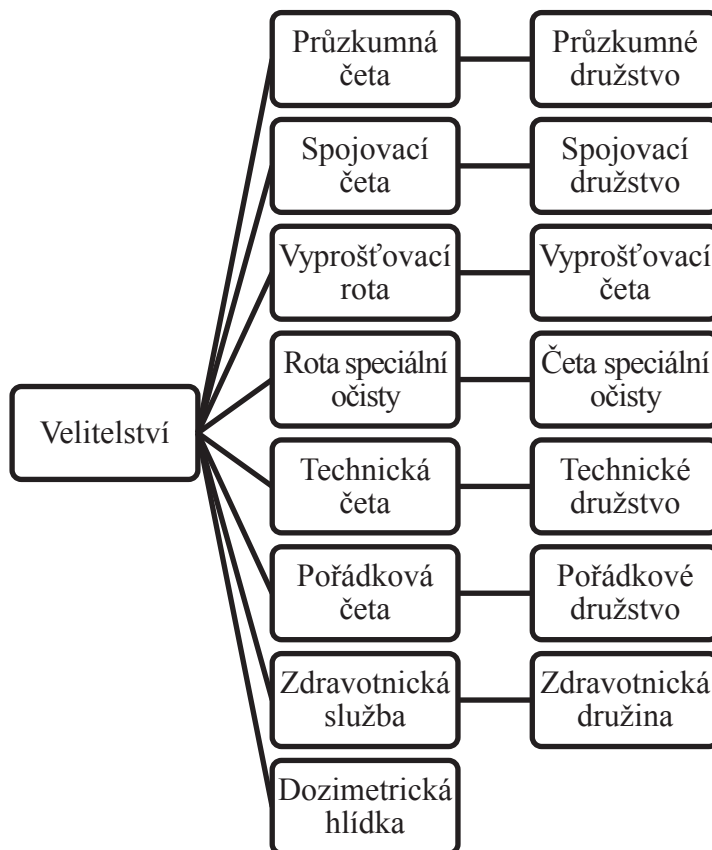 Průzkumná
četa
Průzkumné
družstvo
Spojovací
četa
Spojovací
družstvo
Vyprošťovací
rota
Vyprošťovací
četa
Rota speciální
očisty
Četa speciální
očisty
Velitelství
Technická
četa
Technické
družstvo
Pořádková
četa
Pořádkové
družstvo
Zdravotnická
služba
Zdravotnická
družina
Dozimetrická
hlídka